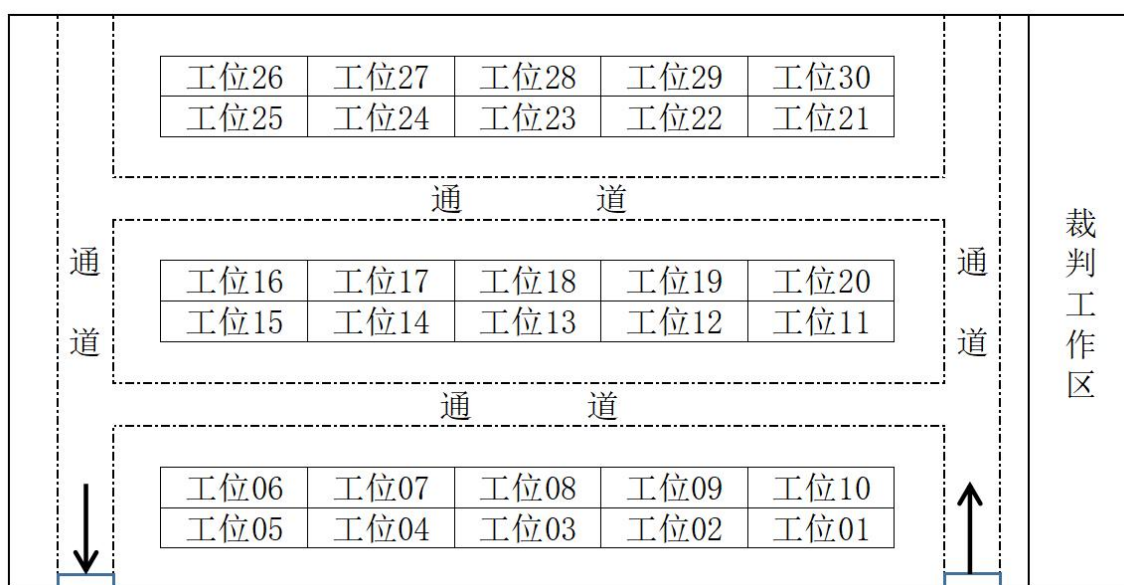 工位26 工位27 工位28 工位29 工位30
工位25 工位24 工位23 工位22 工位21
通 道
工位16 工位17 工位18 工位19 工位20
工位15 工位14 工位13 工位12 工位11
通 道
工位06 工位07 工位08 工位09 工位10
工位05 工位04 工位03 工位02 工位01
通道
通道
裁判工作区